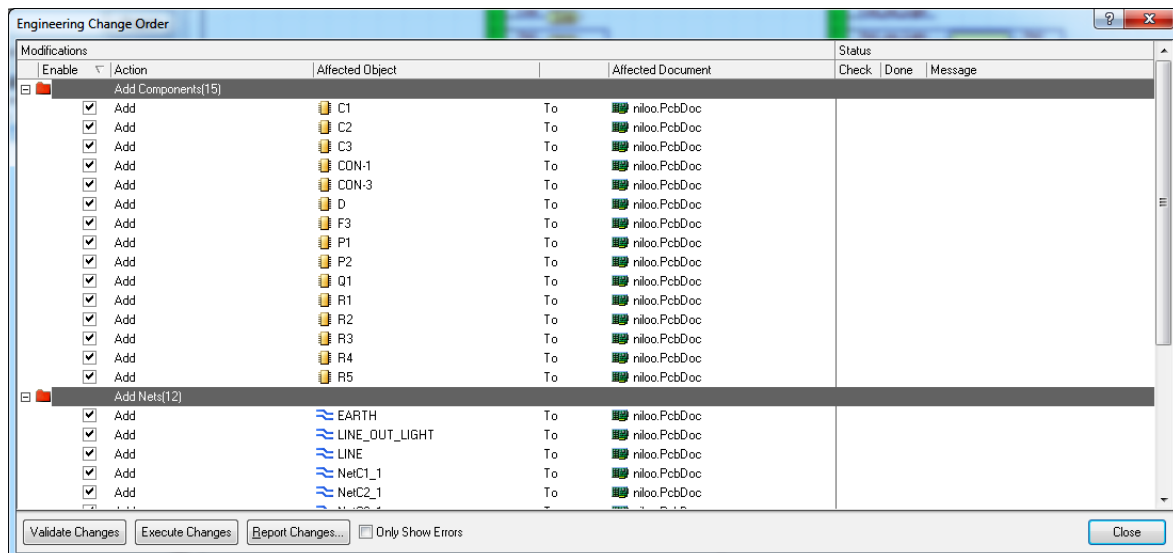 Engineering Change Order
Modifications Status
Enable Action Affected Object Affected Document Check Done Message
Add Components(15)
Add C1 To niloo.PcbDoc
Add C2 To niloo.PcbDoc
Add C3 To niloo.PcbDoc
Add CON-1 To niloo.PcbDoc
Add CON-3 To niloo.PcbDoc
Add D To niloo.PcbDoc
Add F3 To niloo.PcbDoc
Add P1 To niloo.PcbDoc
Add P2 To niloo.PcbDoc
Add Q1 To niloo.PcbDoc
Add R1 To niloo.PcbDoc
Add R2 To niloo.PcbDoc
Add R3 To niloo.PcbDoc
Add R4 To niloo.PcbDoc
Add R5 To niloo.PcbDoc
Add Nets(12)
Add EARTH To niloo.PcbDoc
Add LINE_OUT_LIGHT To niloo.PcbDoc
Add LINE To niloo.PcbDoc
Add NetC1_1 To niloo.PcbDoc
Add NetC2_1 To niloo.PcbDoc
Validate Changes Execute Changes Report Changes... Only Show Errors Close